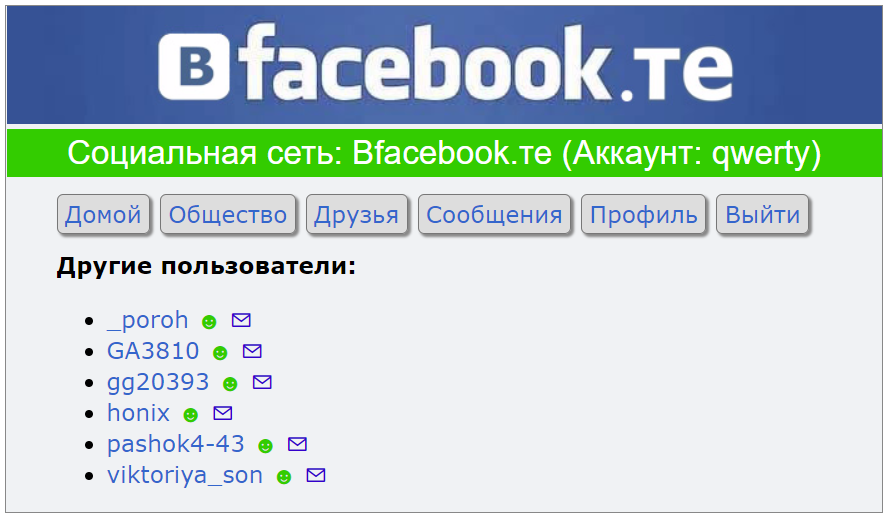 B facebook.те
Социальная сеть: Bfacebook.те (Аккаунт: qwerty)
Домой Общество Друзья Сообщения Профиль Выйти
Другие пользователи:
_poroh
GA3810
gg20393
honix
pashok4-43
viktoriya_son